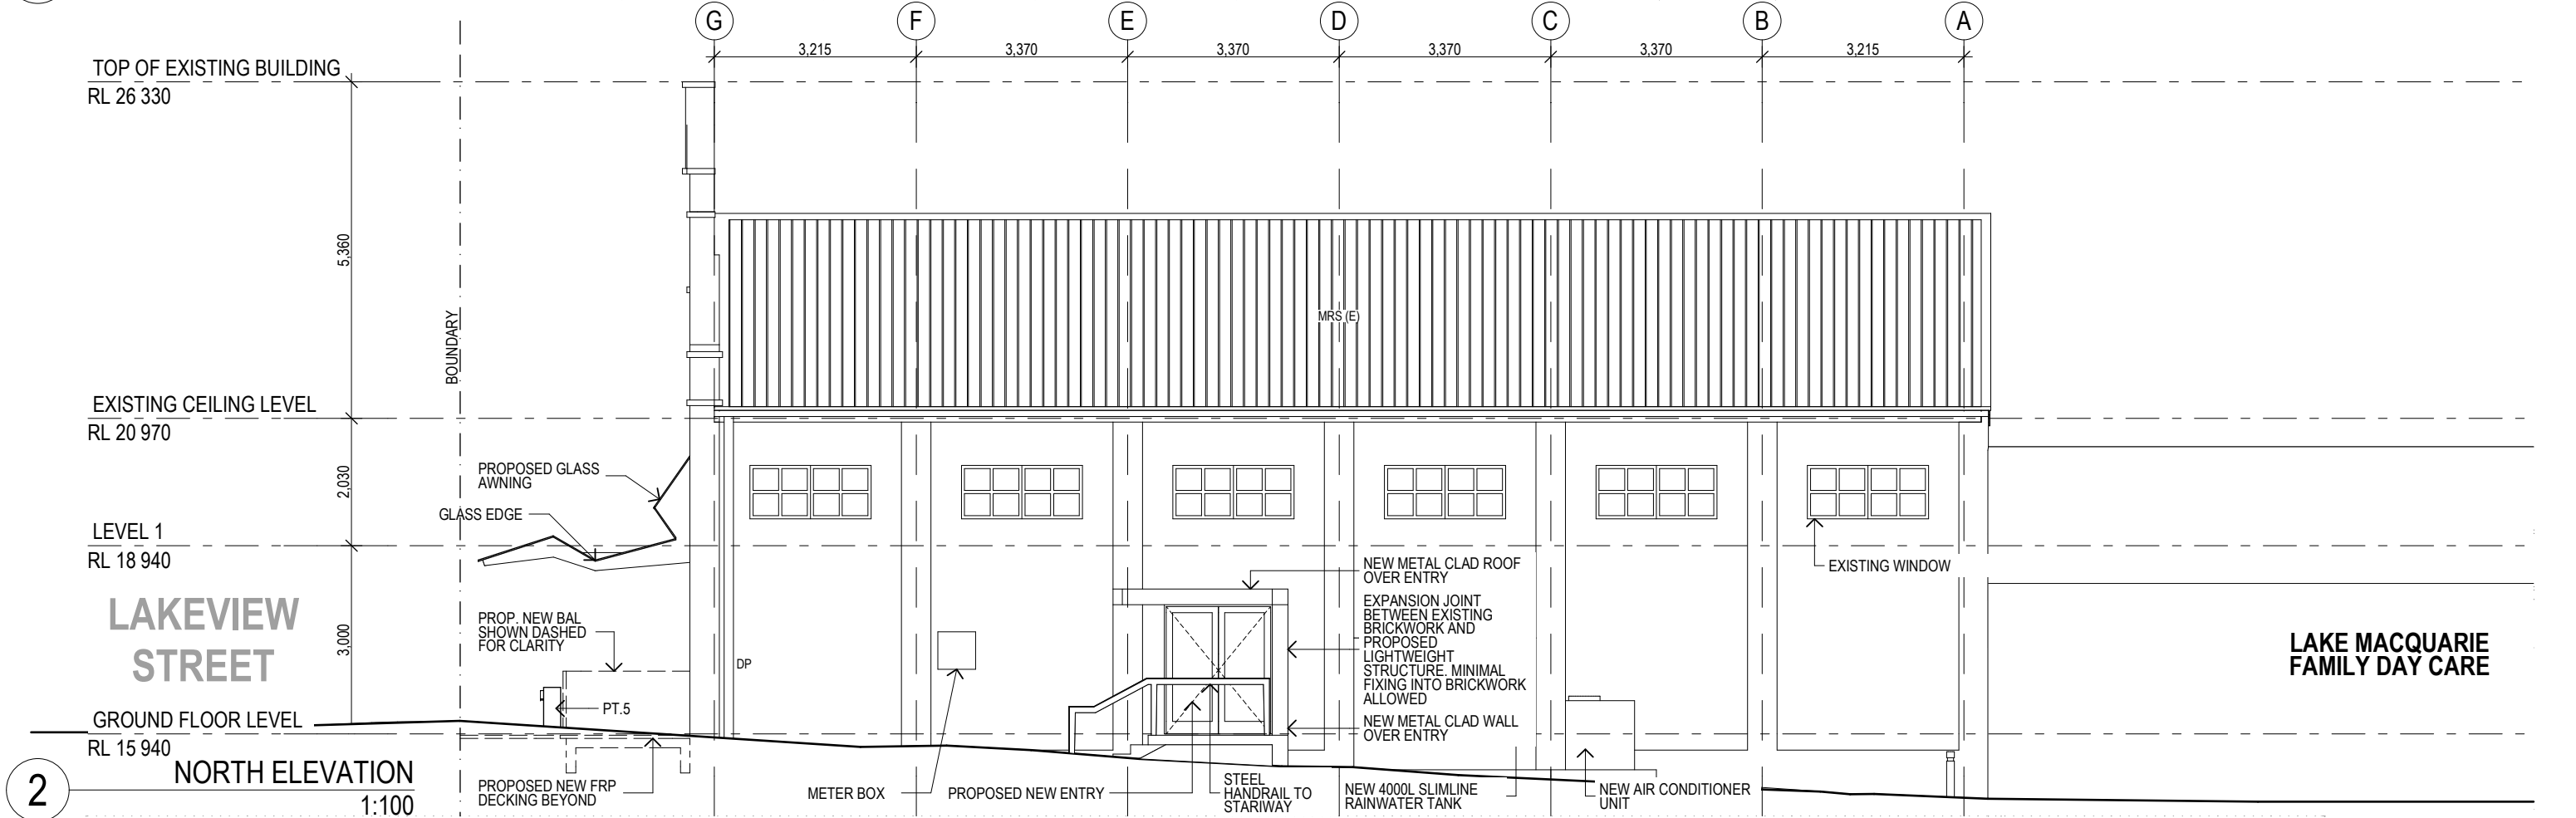 G
F
E
D
C
B
A
3,215
3,370
3,370
3,370
3,370
3,215
TOP OF EXISTING BUILDING
RL 26 330
5,360
BOUNDARY
MRS (E)
EXISTING CEILING LEVEL
RL 20 970
2,030
PROPOSED GLASS
AWNING
GLASS EDGE
LEVEL 1
RL 18 940
EXISTING WINDOW
NEW METAL CLAD ROOF
OVER ENTRY
EXPANSION JOINT
BETWEEN EXISTING
BRICKWORK AND
PROPOSED
LIGHTWEIGHT
STRUCTURE. MINIMAL
FIXING INTO BRICKWORK
ALLOWED
NEW METAL CLAD WALL
OVER ENTRY
LAKEVIEW
STREET
3,000
PROP. NEW BAL
SHOWN DASHED
FOR CLARITY
DP
PT.5
LAKE MACQUARIE
FAMILY DAY CARE
GROUND FLOOR LEVEL
RL 15 940
2
NORTH ELEVATION
1:100
PROPOSED NEW FRP
DECKING BEYOND
METER BOX
PROPOSED NEW ENTRY
STEEL
HANDRAIL TO
STARIWAY
NEW 4000L SLIMLINE
RAINWATER TANK
NEW AIR CONDITIONER
UNIT